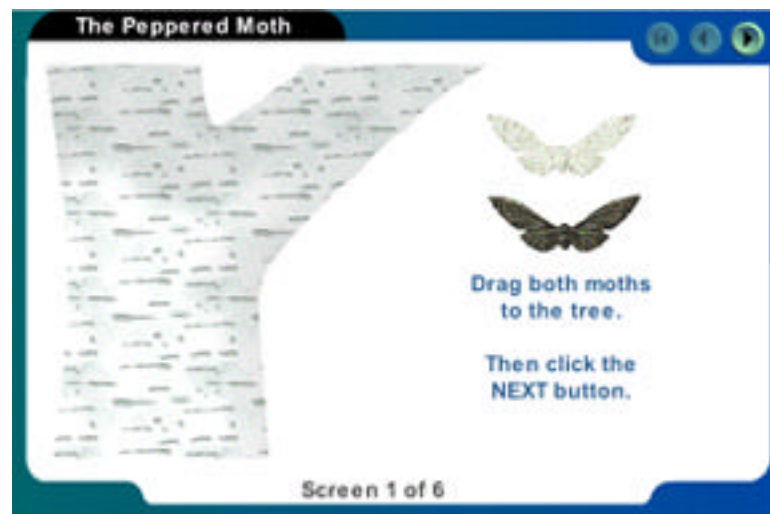 The Peppered Moth
Drag both moths
to the tree.
Then click the
NEXT button.
Screen 1 of 6